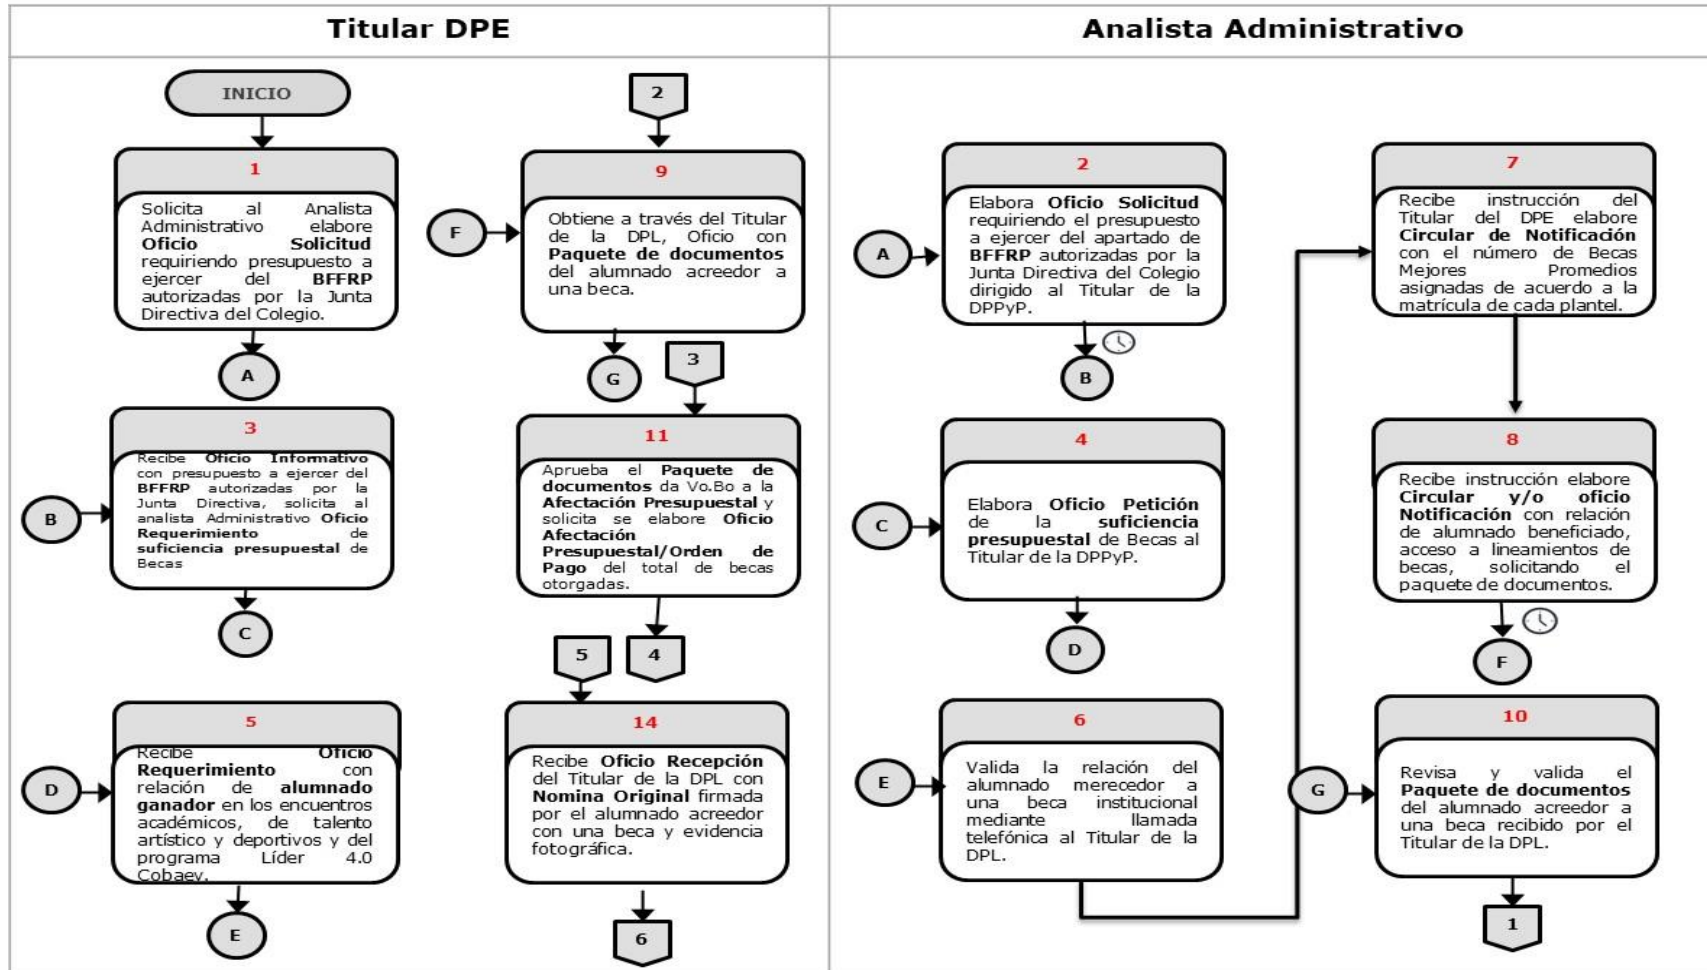 Titular DPE
Analista Administrativo
INICIO
1
Solicita al Analista
Administrativo elabore
Oficio Solicitud
requiriendo presupuesto a
ejercer del BFFRP
autorizadas por la Junta
Directiva del Colegio.
A
B
3
Recibe Oficio Informativo
con presupuesto a ejercer del
BFFRP autorizadas por la
Junta Directiva, solicita al
analista Administrativo Oficio
Requerimiento de
suficiencia presupuestal de
Becas
C
D
5
Recibe Oficio
Requerimiento con
relación de alumnado
ganador en los encuentros
académicos, de talento
artístico y deportivos y del
programa Líder 4.0
Cobaev.
E
2
F
9
Obtiene a través del Titular
de la DPL, Oficio con
Paquete de documentos
del alumnado acreedor a
una beca.
G
3
11
Aprueba el Paquete de
documentos da Vo.Bo a la
Afectación Presupuestal y
solicita se elabore Oficio
Afectación
Presupuestal/Orden de
Pago del total de becas
otorgadas.
5
4
14
Recibe Oficio Recepción
del Titular de la DPL con
Nomina Original firmada
por el alumnado acreedor
con una beca y evidencia
fotográfica.
6
A
2
Elabora Oficio Solicitud
requiriendo el presupuesto
a ejercer del apartado de
BFFRP autorizadas por la
Junta Directiva del Colegio
dirigido al Titular de la
DPPyP.
B
C
4
Elabora Oficio Petición
de la suficiencia
presupuestal de Becas al
Titular de la DPPyP.
D
E
6
Valida la relación del
alumnado merecedor a
una beca institucional
mediante llamada
telefónica al Titular de la
DPL.
7
Recibe instrucción del
Titular del DPE elabore
Circular de Notificación
con el número de Becas
Mejores Promedios
asignadas de acuerdo a la
matrícula de cada plantel.
8
Recibe instrucción elabore
Circular y/o oficio
Notificación con relación
de alumnado beneficiado,
acceso a lineamientos de
becas, solicitando el
paquete de documentos.
F
G
10
Revisa y valida el
Paquete de documentos
del alumnado acreedor a
una beca recibido por el
Titular de la DPL.
1